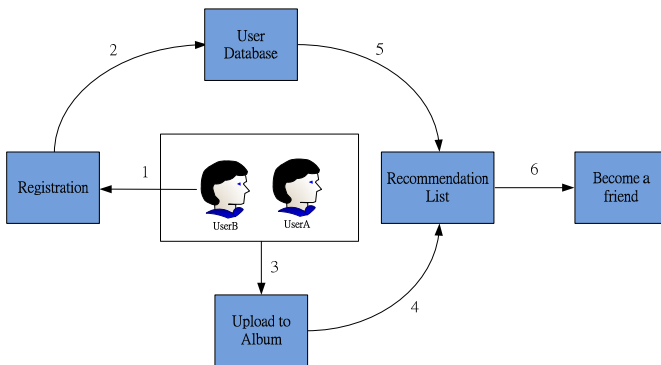 User
Database
2
5
1
Registration
UserB
UserA
Recommendation
List
6
Become a
friend
3
4
Upload to
Album